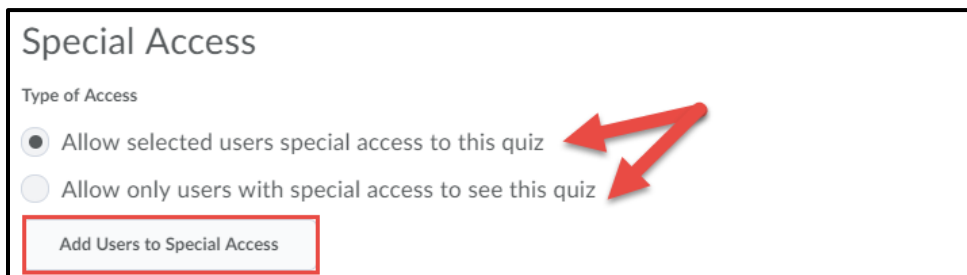 Special Access
Type of Access
Allow selected users special access to this quiz
Allow only users with special access to see this quiz
Add Users to Special Access